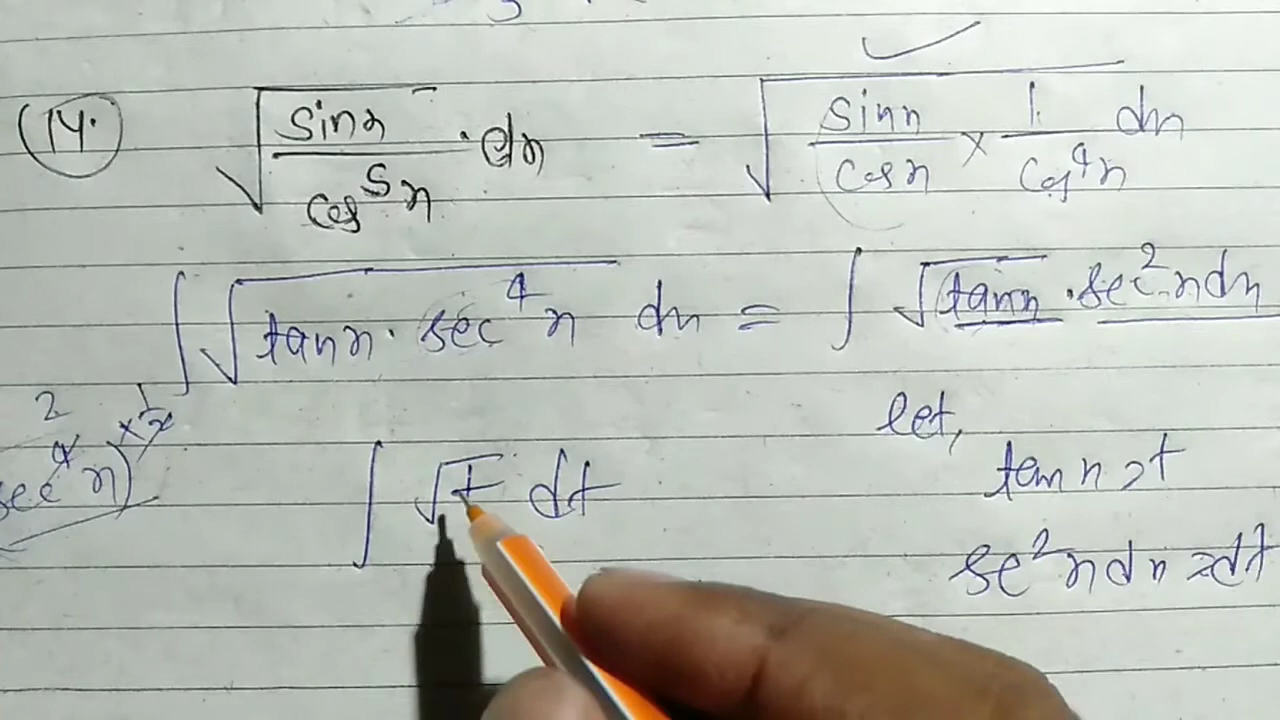 (14.) √(sinx/cos⁵x) · dx = √(sinx/cosx × 1/cos⁴x) dx
∫ √(tanx · sec⁴x) dx = ∫ √tanx · sec²x dx
let,
tanx = t
∫ √t dt
sec²x dx = dt